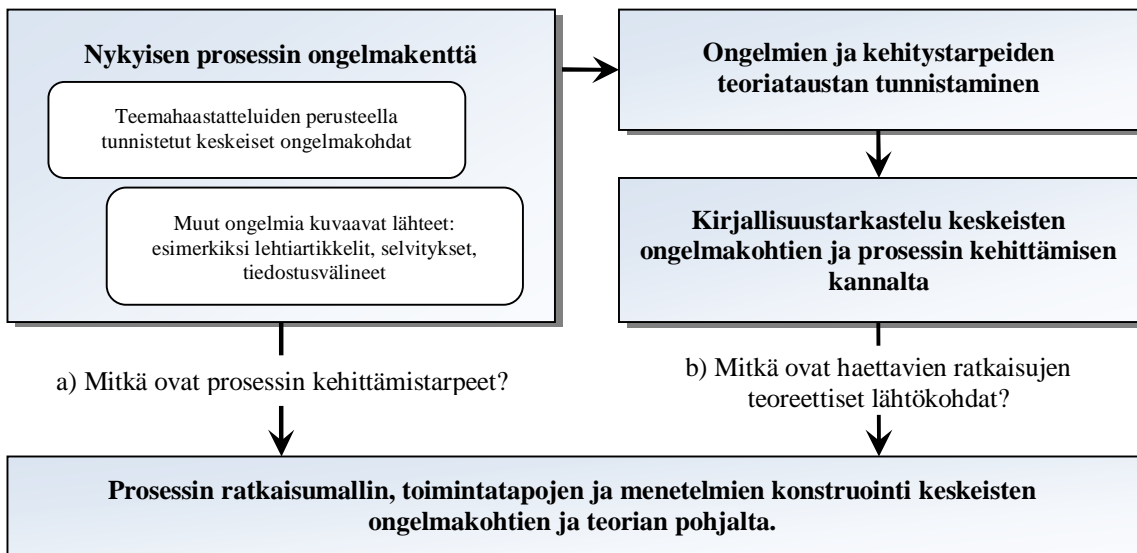 Nykyisen prosessin ongelmakenttä
Teemahaastatteluiden perusteella
tunnistetut keskeiset ongelmakohdat
Muut ongelmia kuvaavat lähteet:
esimerkiksi lehtiartikkelit, selvitykset,
tiedostusvälineet
Ongelmien ja kehitystarpeiden
teoriataustan tunnistaminen
Kirjallisuustarkastelu keskeisten
ongelmakohtien ja prosessin kehittämisen
kannalta
a) Mitkä ovat prosessin kehittämistarpeet?
b) Mitkä ovat haettavien ratkaisujen
teoreettiset lähtökohdat?
Prosessin ratkaisumallin, toimintatapojen ja menetelmien konstruointi keskeisten
ongelmakohtien ja teorian pohjalta.